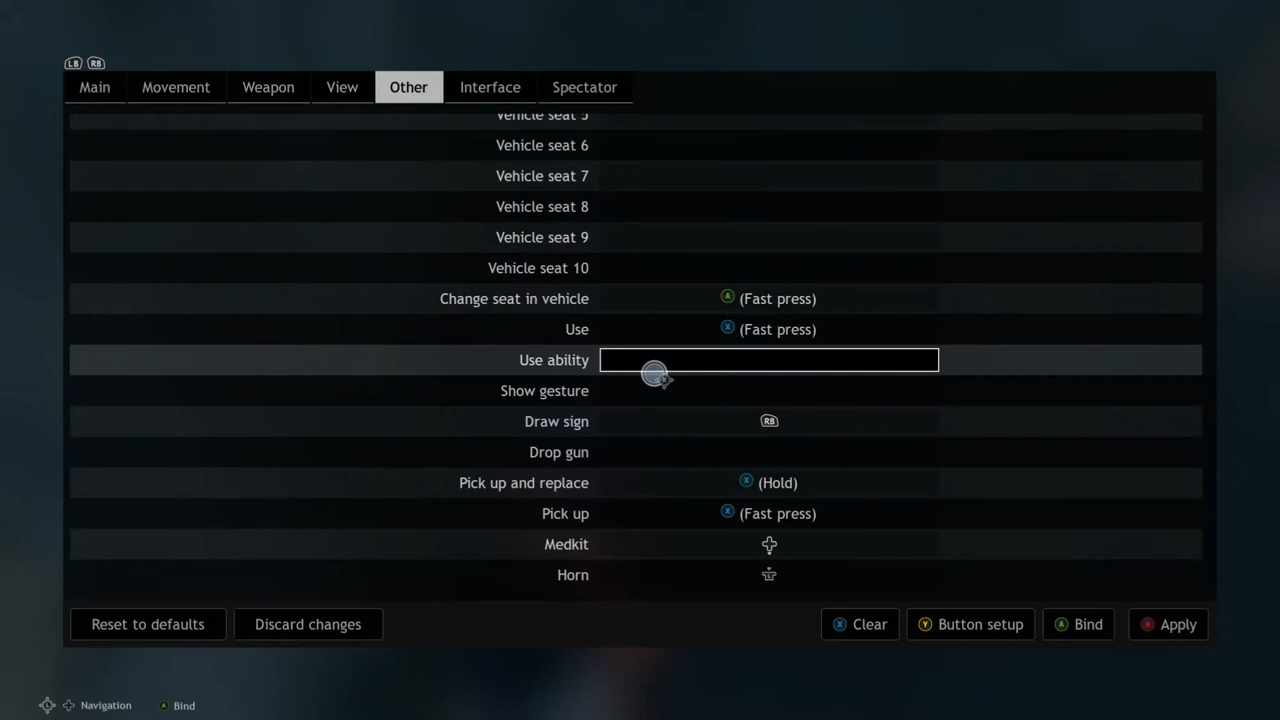 LB RB
Main Movement Weapon View Other Interface Spectator
Vehicle seat 5
Vehicle seat 6
Vehicle seat 7
Vehicle seat 8
Vehicle seat 9
Vehicle seat 10
Change seat in vehicle A (Fast press)
Use X (Fast press)
Use ability
Show gesture
Draw sign RB
Drop gun
Pick up and replace X (Hold)
Pick up X (Fast press)
Medkit
Horn L
Reset to defaults Discard changes X Clear Y Button setup A Bind B Apply
L Navigation A Bind